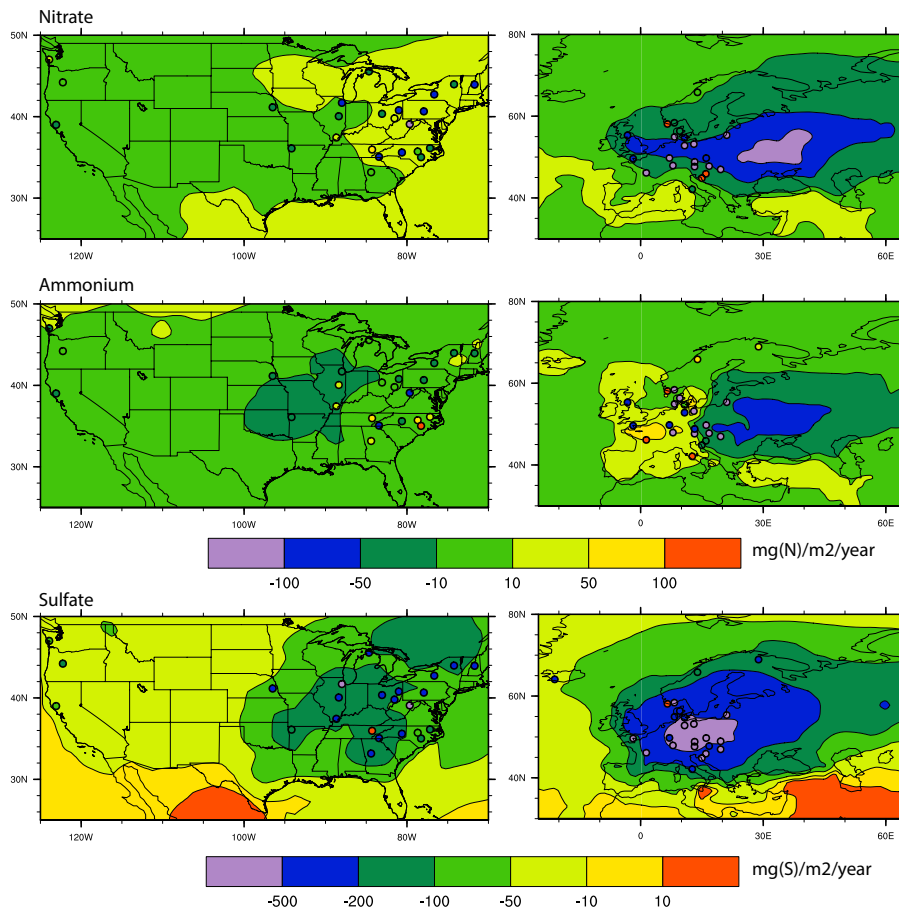 Nitrate
50N
40N
30N
120W 100W 80W
80N
60N
40N
0 30E 60E
Ammonium
50N
40N
30N
120W 100W 80W
80N
60N
40N
0 30E 60E
mg(N)/m2/year
-100 -50 -10 10 50 100
Sulfate
50N
40N
30N
120W 100W 80W
80N
60N
40N
0 30E 60E
mg(S)/m2/year
-500 -200 -100 -50 -10 10